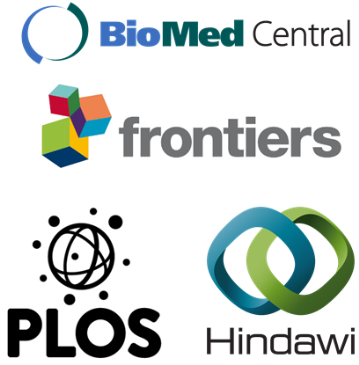 BioMed Central
frontiers
PLOS
Hindawi